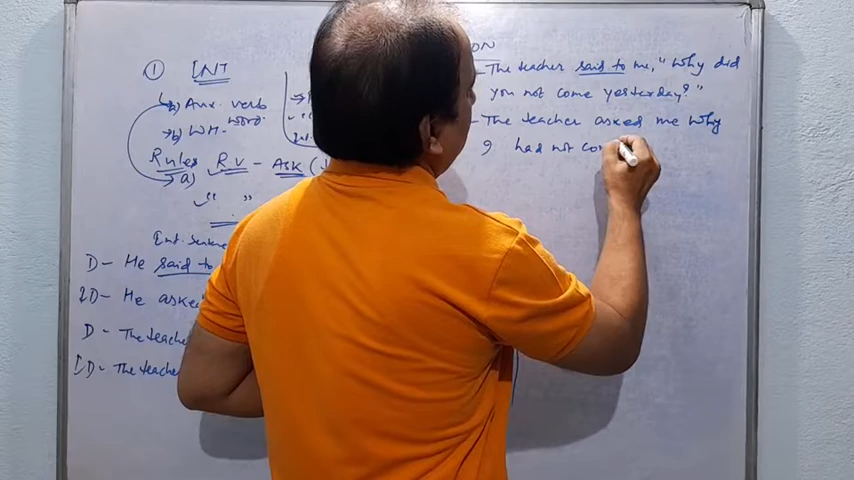 ① INT
a) Aux. verb
b) WH- word.
Rules RV - ASK
a)
" "
Int. Sentence
D- He said to
ID- He asked
D- The teacher
ID- The teacher
ON
The teacher said to me, "Why did
you not come yesterday?"
- The teacher asked me why
I had not co